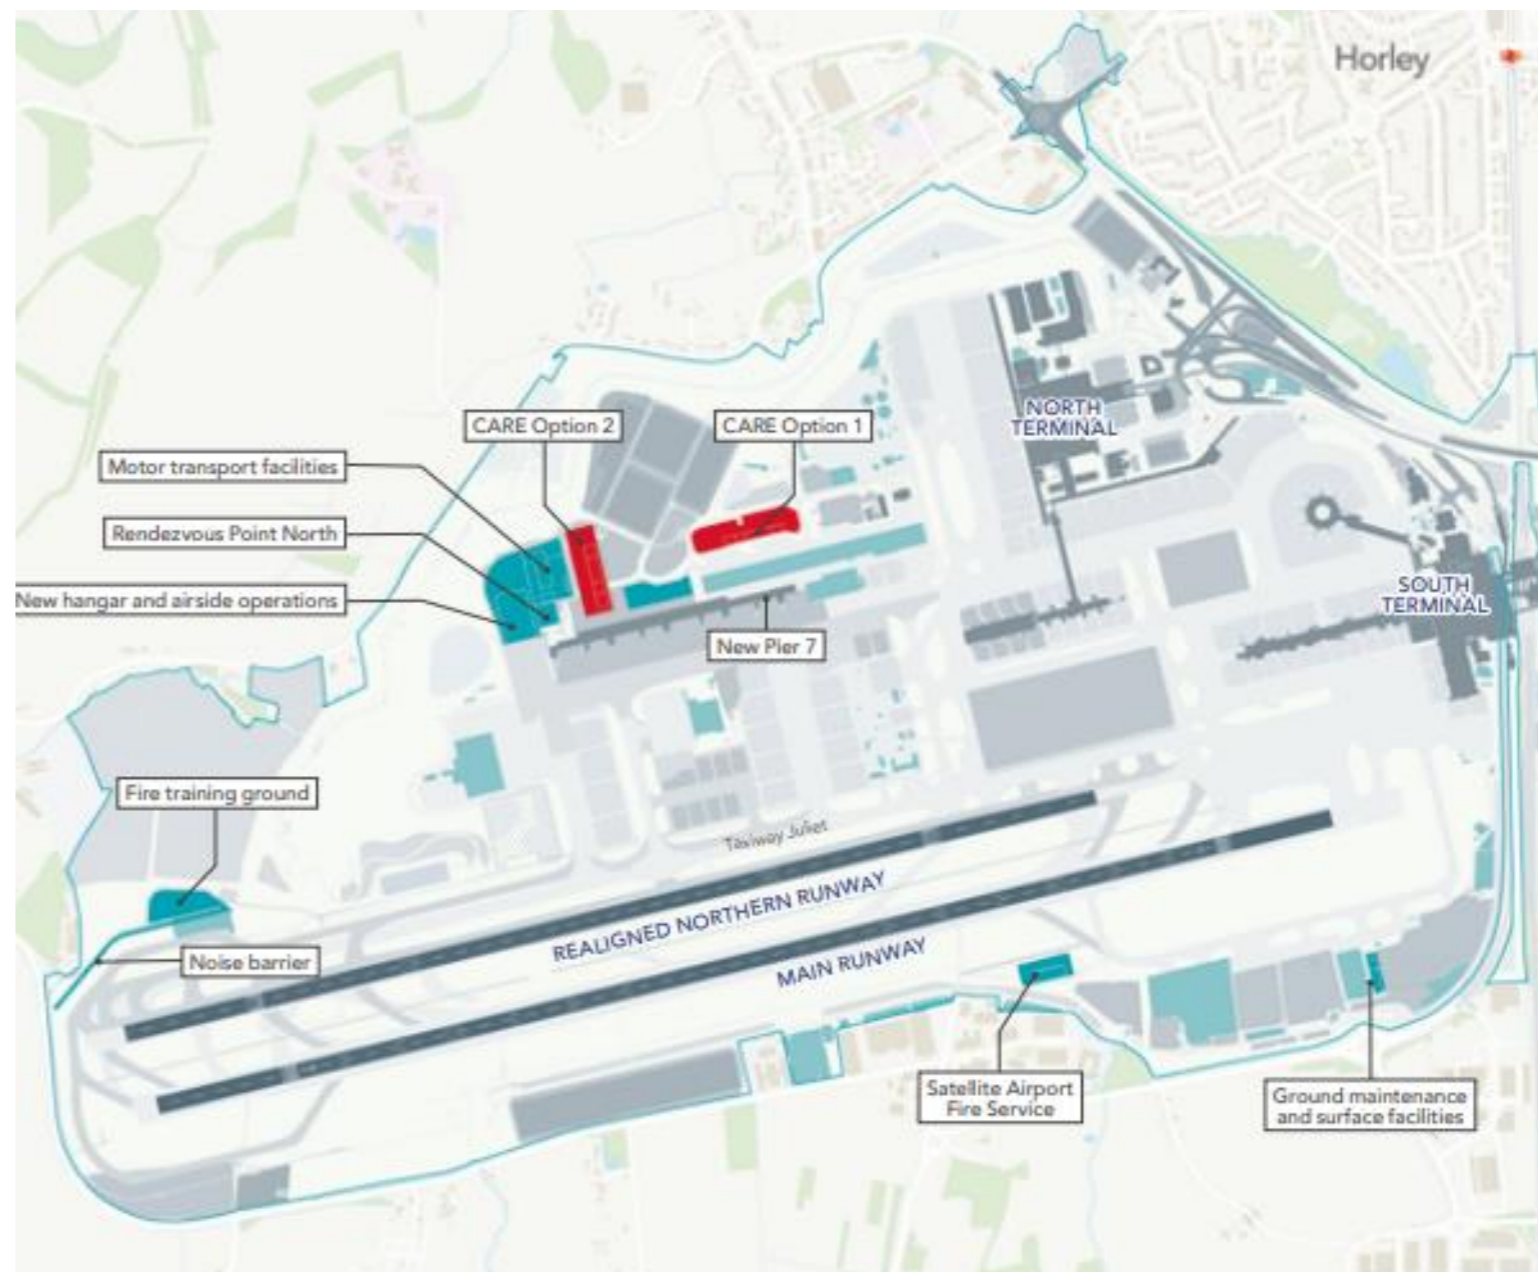 Horley
NORTH
TERMINAL
CARE Option 2
CARE Option 1
Motor transport facilities
Rendezvous Point North
New hangar and airside operations
SOUTH
TERMINAL
New Pier 7
Fire training ground
Taxiway Juliet
REALIGNED NORTHERN RUNWAY
MAIN RUNWAY
Noise barrier
Satellite Airport
Fire Service
Ground maintenance
and surface facilities